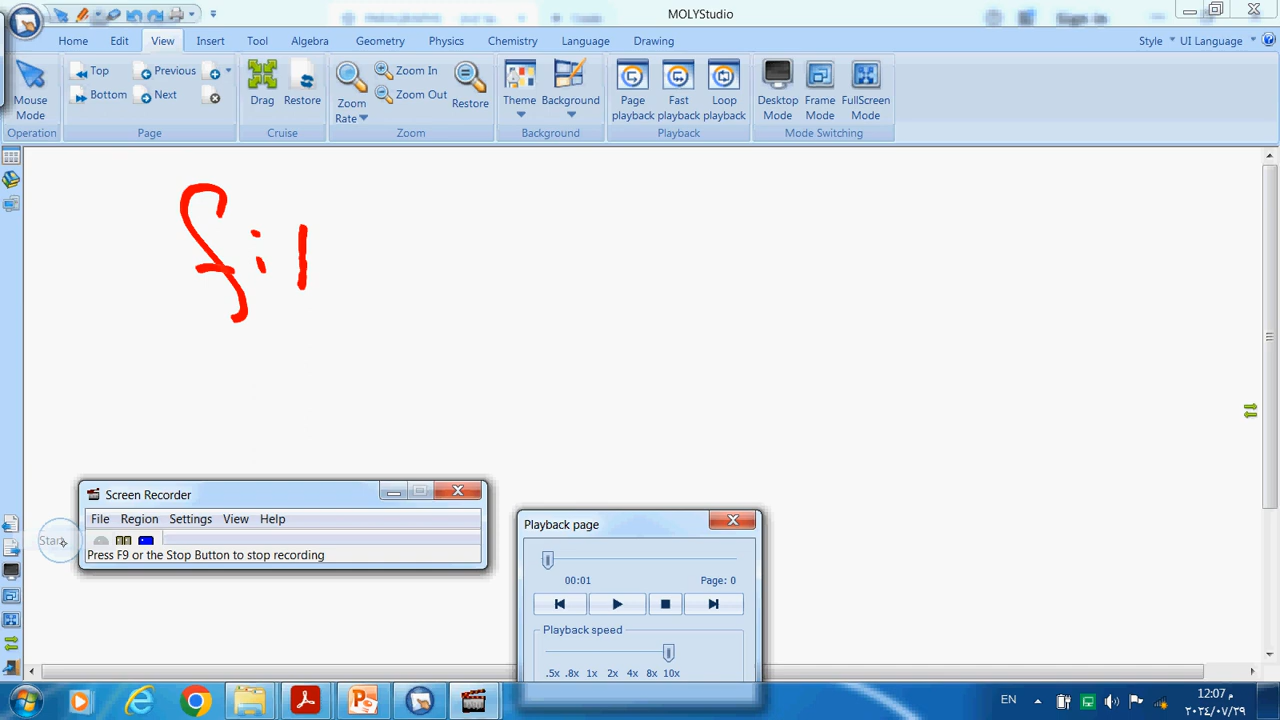 MOLYStudio
Home Edit View Insert Tool Algebra Geometry Physics Chemistry Language Drawing Style UI Language
Top Previous Zoom In
Bottom Next Zoom Out
Mouse Mode Drag Restore Zoom Rate Restore Theme Background Page playback Fast playback Loop playback Desktop Mode Frame Mode FullScreen Mode
Operation Page Cruise Zoom Background Playback Mode Switching
fil
Screen Recorder
File Region Settings View Help
Press F9 or the Stop Button to stop recording
Start
Playback page
00:01 Page: 0
Playback speed
.5x .8x 1x 2x 4x 8x 10x
EN 12:07 م
٢٠٢٤/٠٧/٢٩